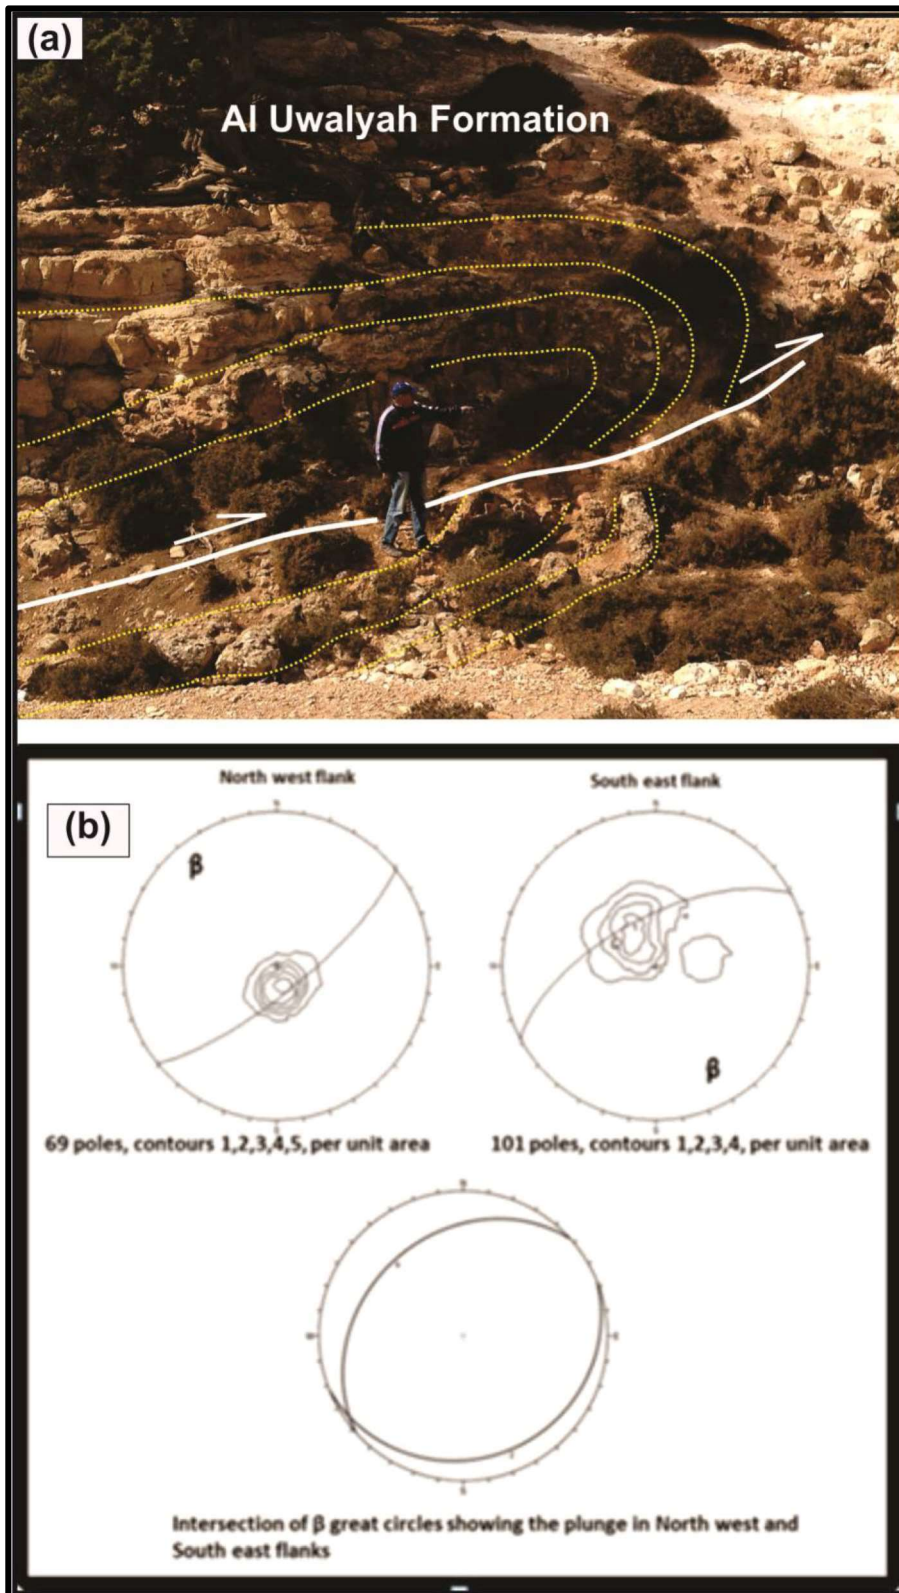 (a)
Al Uwalyah Formation
(b)
North west flank
South east flank
β
β
69 poles, contours 1,2,3,4,5, per unit area
101 poles, contours 1,2,3,4, per unit area
Intersection of β great circles showing the plunge in North west and
South east flanks